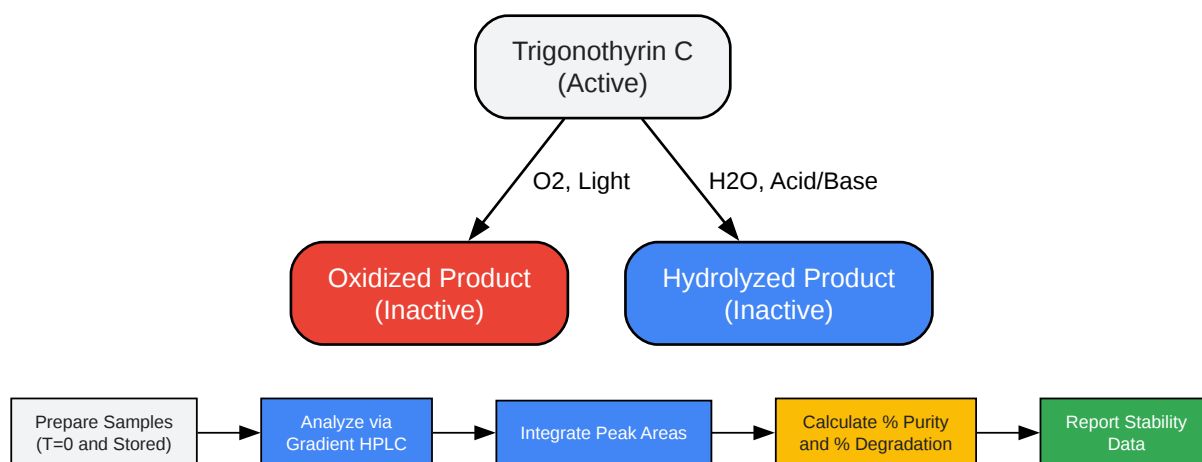 Trigonothyrin C
(Active)
O2, Light
H2O, Acid/Base
Oxidized Product
(Inactive)
Hydrolyzed Product
(Inactive)
Prepare Samples
(T=0 and Stored)
Analyze via
Gradient HPLC
Integrate Peak Areas
Calculate % Purity
and % Degradation
Report Stability
Data